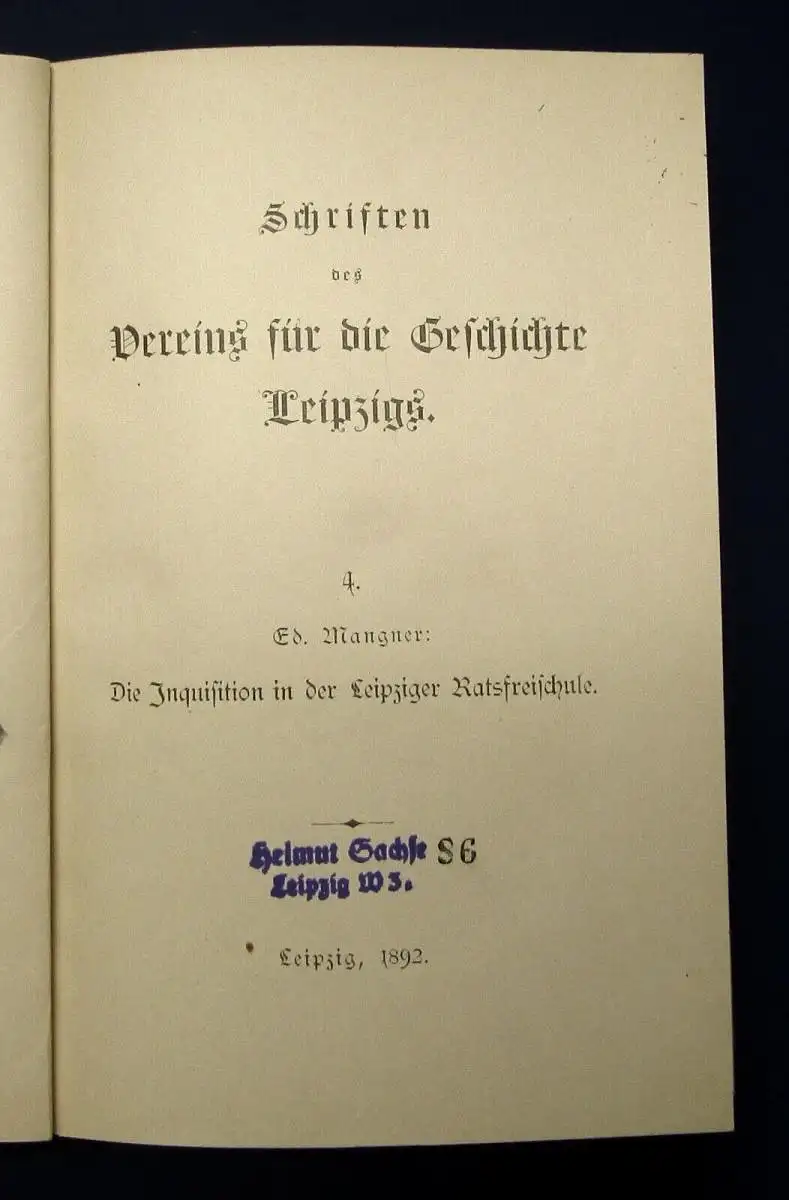 Schriften
des
Vereins für die Geschichte
Leipzigs.
4.
Ed. Mangner:
Die Inquisition in der Leipziger Ratsfreischule.
Helmut Sachse S6
Leipzig W 3.
Leipzig, 1892.